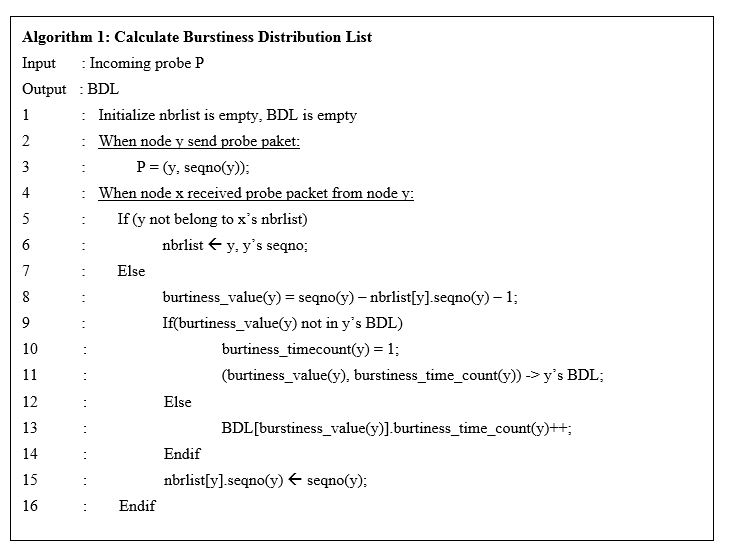 Algorithm 1: Calculate Burstiness Distribution List
Input : Incoming probe P
Output : BDL
1 : Initialize nbrlist is empty, BDL is empty
2 : When node y send probe paket:
3 : P = (y, seqno(y));
4 : When node x received probe packet from node y:
5 : If (y not belong to x's nbrlist)
6 : nbrlist ← y, y's seqno;
7 : Else
8 : burtiness_value(y) = seqno(y) – nbrlist[y].seqno(y) – 1;
9 : If(burtiness_value(y) not in y's BDL)
10 : burtiness_timecount(y) = 1;
11 : (burtiness_value(y), burstiness_time_count(y)) -> y's BDL;
12 : Else
13 : BDL[burstiness_value(y)].burtiness_time_count(y)++;
14 : Endif
15 : nbrlist[y].seqno(y) ← seqno(y);
16 : Endif